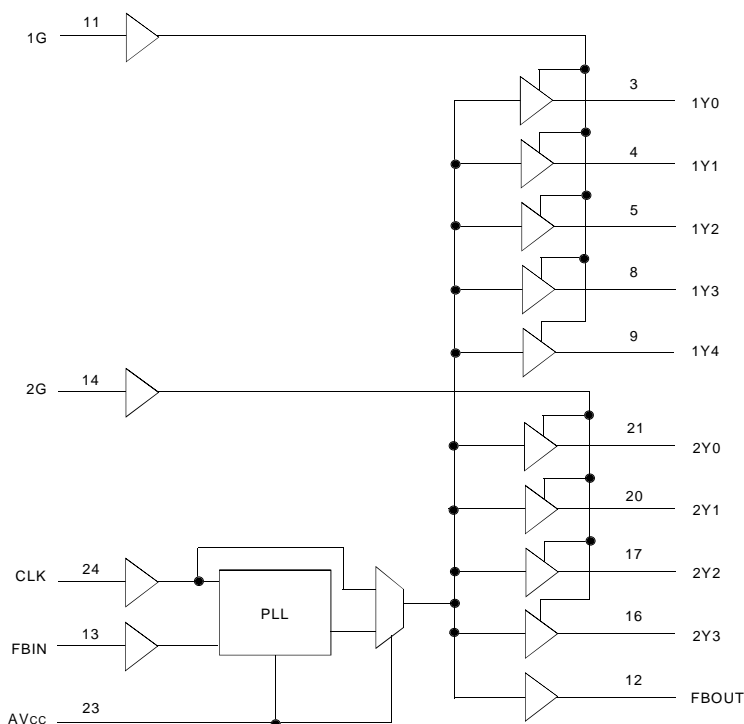 1G 11
3 1Y0
4 1Y1
5 1Y2
8 1Y3
9 1Y4
2G 14
21 2Y0
20 2Y1
17 2Y2
16 2Y3
CLK 24
PLL
FBIN 13
12 FBOUT
AVCC 23